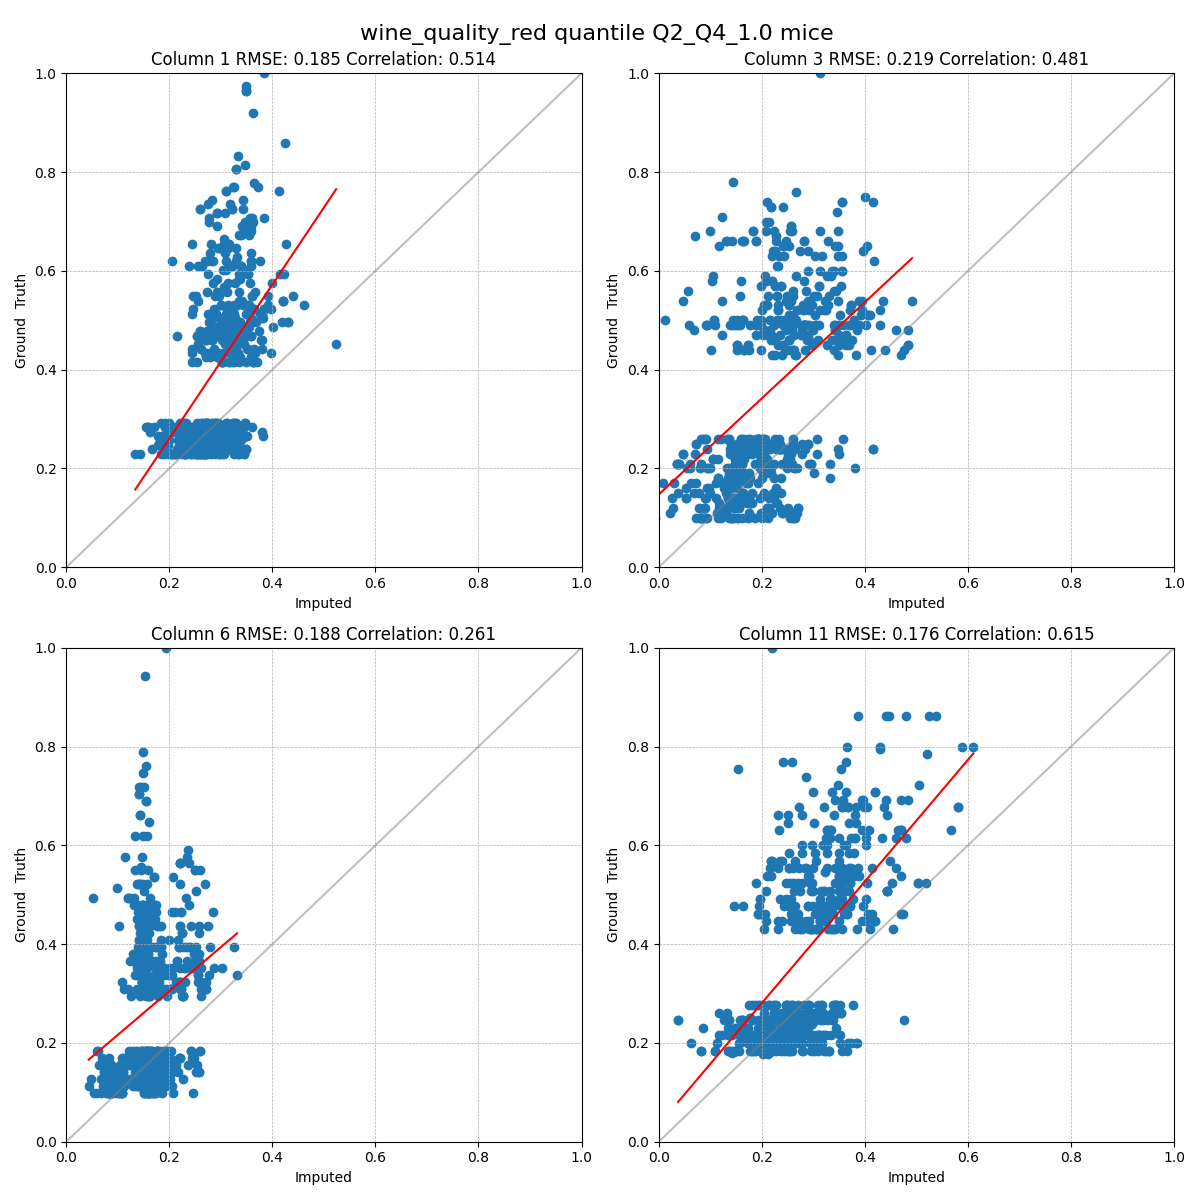 wine_quality_red quantile Q2_Q4_1.0 mice
Column 1 RMSE: 0.185 Correlation: 0.514
1.0
0.8
0.6
0.4
0.2
0.0
Ground Truth
0.0 0.2 0.4 0.6 0.8 1.0
Imputed
Column 3 RMSE: 0.219 Correlation: 0.481
1.0
0.8
0.6
0.4
0.2
0.0
Ground Truth
0.0 0.2 0.4 0.6 0.8 1.0
Imputed
Column 6 RMSE: 0.188 Correlation: 0.261
1.0
0.8
0.6
0.4
0.2
0.0
Ground Truth
0.0 0.2 0.4 0.6 0.8 1.0
Imputed
Column 11 RMSE: 0.176 Correlation: 0.615
1.0
0.8
0.6
0.4
0.2
0.0
Ground Truth
0.0 0.2 0.4 0.6 0.8 1.0
Imputed